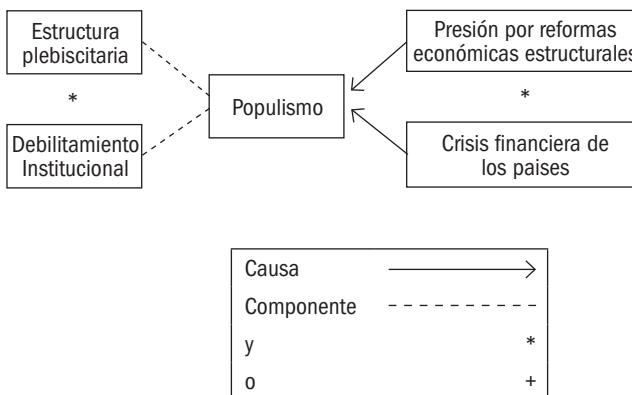 Estructura
plebiscitaria
*
Debilitamiento
Institucional
Populismo
Presión por reformas
económicas estructurales
*
Crisis financiera de
los paises
Causa
Componente
y *
o +